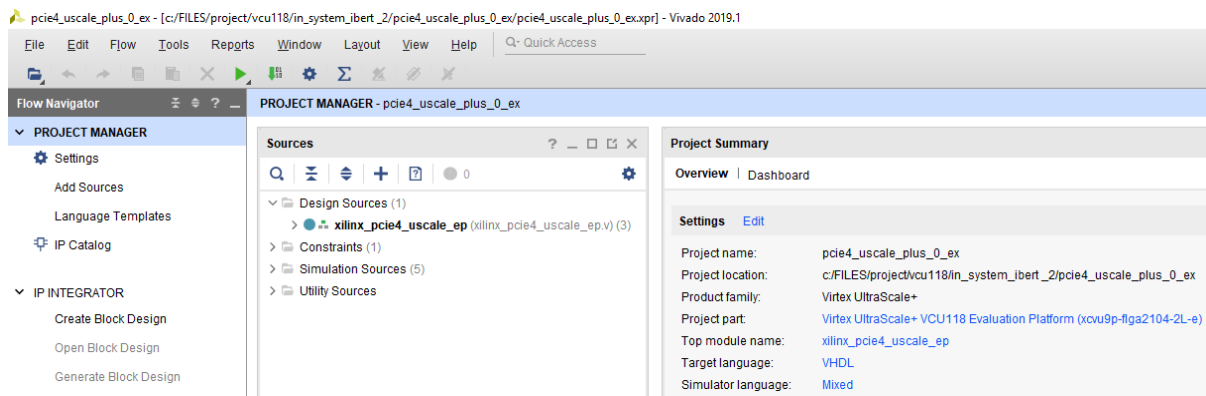 pcie4_uscale_plus_0_ex - [c:/FILES/project/vcu118/in_system_ibert _2/pcie4_uscale_plus_0_ex/pcie4_uscale_plus_0_ex.xpr] - Vivado 2019.1
File Edit Flow Tools Reports Window Layout View Help Q- Quick Access
Flow Navigator
PROJECT MANAGER
Settings
Add Sources
Language Templates
IP Catalog
IP INTEGRATOR
Create Block Design
Open Block Design
Generate Block Design
PROJECT MANAGER - pcie4_uscale_plus_0_ex
Sources
0
Design Sources (1)
xilinx_pcie4_uscale_ep (xilinx_pcie4_uscale_ep.v) (3)
Constraints (1)
Simulation Sources (5)
Utility Sources
Project Summary
Overview | Dashboard
Settings Edit
Project name: pcie4_uscale_plus_0_ex
Project location: c:/FILES/project/vcu118/in_system_ibert _2/pcie4_uscale_plus_0_ex
Product family: Virtex UltraScale+
Project part: Virtex UltraScale+ VCU118 Evaluation Platform (xcvu9p-flga2104-2L-e)
Top module name: xilinx_pcie4_uscale_ep
Target language: VHDL
Simulator language: Mixed